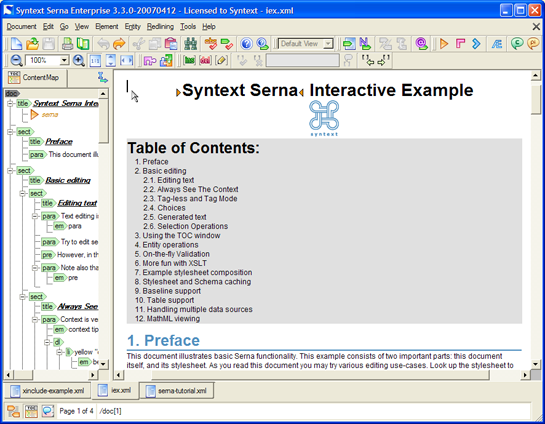 Syntext Serna Enterprise 3.3.0-20070412 - Licensed to Syntext - iex.xml
Document Edit Go View Element Entity Redlining Tools Help
Default View
100%
ContentMap
doc
title Syntext Serna Inte
serna
sect
title Preface
para This document illu
sect
title Basic editing
sect
title Editing text
para Text editing i
em para
para Try to edit se
pre However, in th
para Note also tha
em pre
sect
title Always See
para Context is ve
em context tip
dl
li yellow "
em be
Syntext Serna Interactive Example
syntext
Table of Contents:
1. Preface
2. Basic editing
2.1. Editing text
2.2. Always See The Context
2.3. Tag-less and Tag Mode
2.4. Choices
2.5. Generated text
2.6. Selection Operations
3. Using the TOC window
4. Entity operations
5. On-the-fly Validation
6. More fun with XSLT
7. Example stylesheet composition
8. Stylesheet and Schema caching
9. Baseline support
10. Table support
11. Handling multiple data sources
12. MathML viewing
1. Preface
This document illustrates basic Serna functionality. This example consists of two important parts: this document
itself, and its stylesheet. As you read this document you may try various editing use-cases. Look up the stylesheet to
xinclude-example.xml iex.xml serna-tutorial.xml
Page 1 of 4 /doc[1]